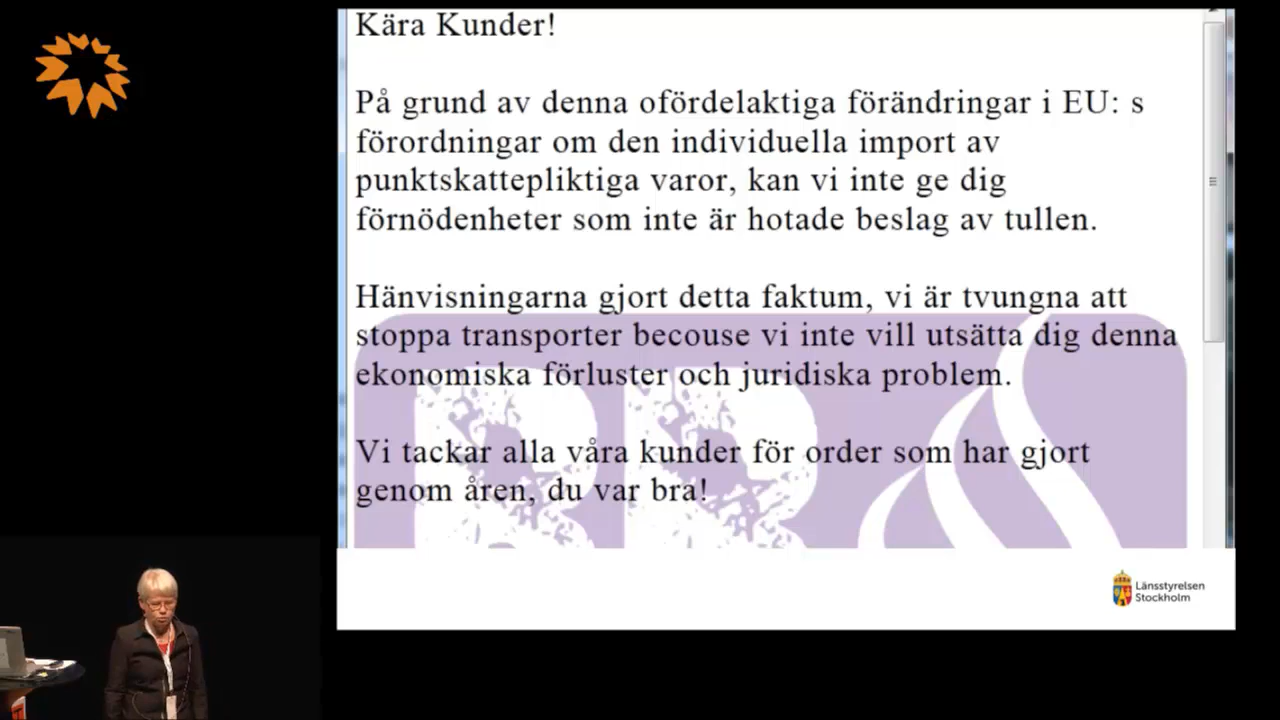 Kära Kunder!
På grund av denna ofördelaktiga förändringar i EU: s
förordningar om den individuella import av
punktskattepliktiga varor, kan vi inte ge dig
förnödenheter som inte är hotade beslag av tullen.
Hänvisningarna gjort detta faktum, vi är tvungna att
stoppa transporter becouse vi inte vill utsätta dig denna
ekonomiska förluster och juridiska problem.
Vi tackar alla våra kunder för order som har gjort
genom åren, du var bra!
Länsstyrelsen
Stockholm